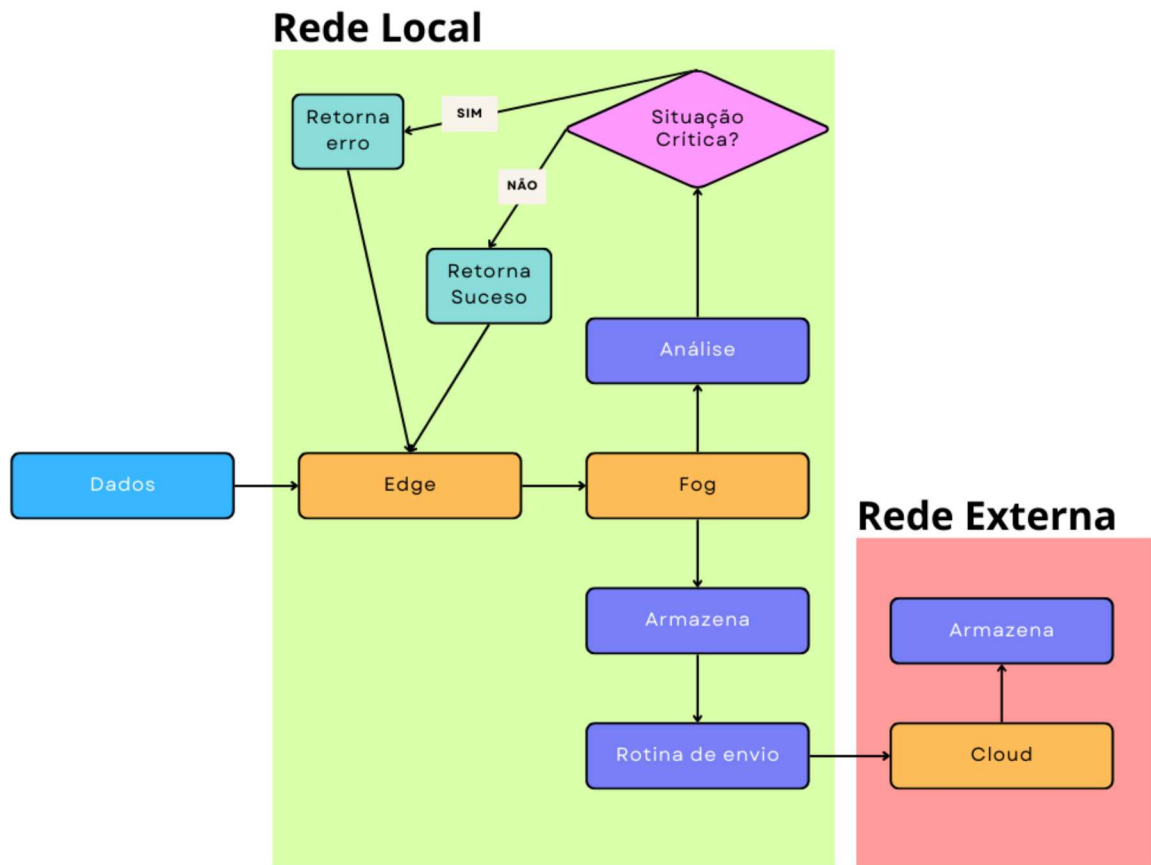 Rede Local
Retorna
erro
SIM
Situação
Crítica?
NÃO
Retorna
Suceso
Análise
Dados
Edge
Fog
Rede Externa
Armazena
Armazena
Rotina de envio
Cloud